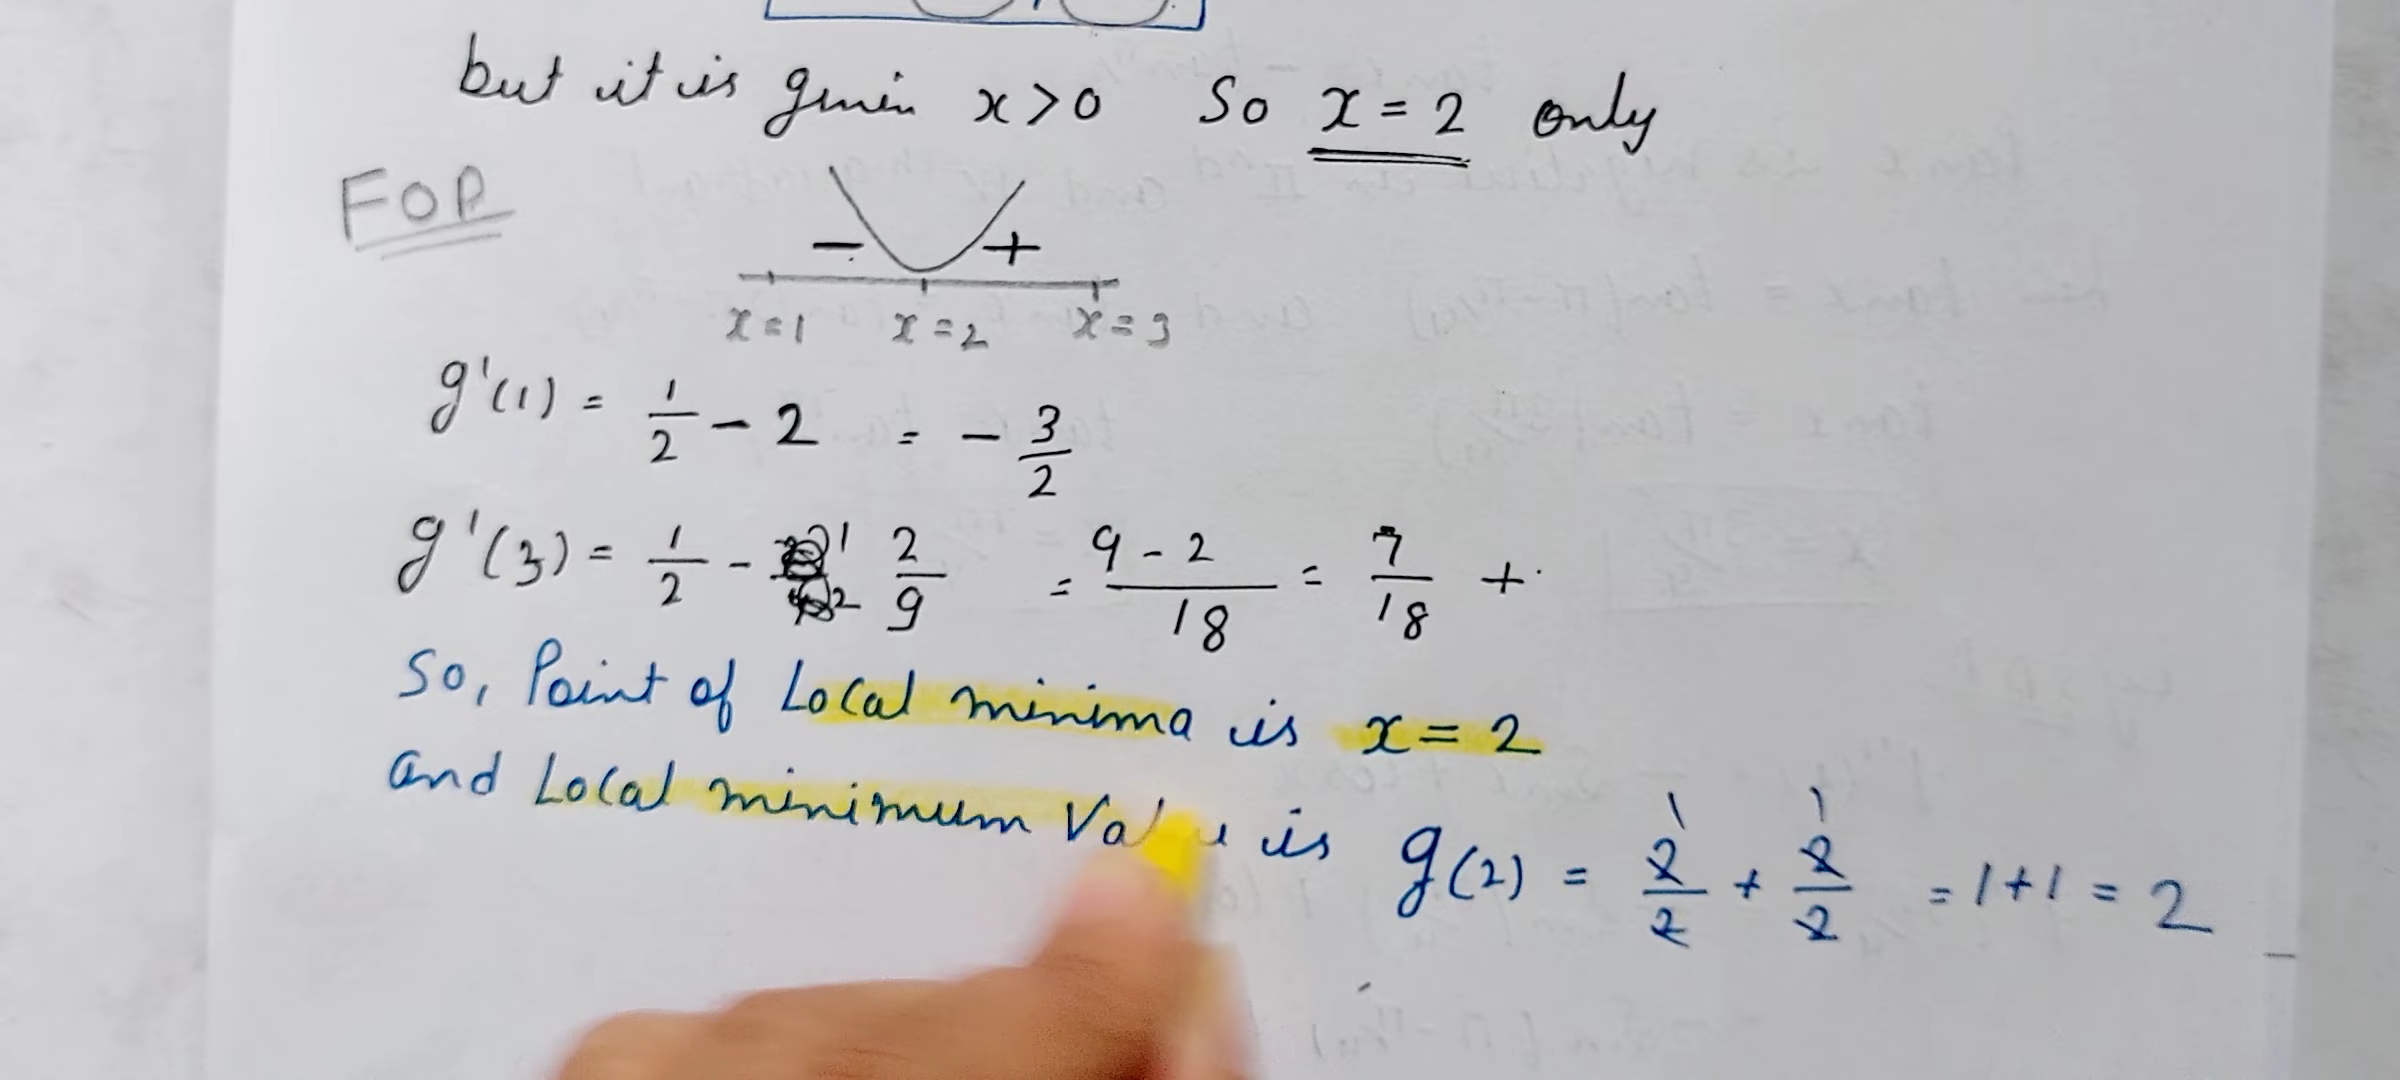 but it is given x>0 So x = 2 only
FOR
− +
x=1 x=2 x=3
g'(1) = 1/2 - 2 = - 3/2
g'(3) = 1/2 - 2/9 = 9-2/18 = 7/18 +
So, Point of Local minima is x = 2
and Local minimum is g(2) = 2/2 + 2/2 = 1+1 = 2